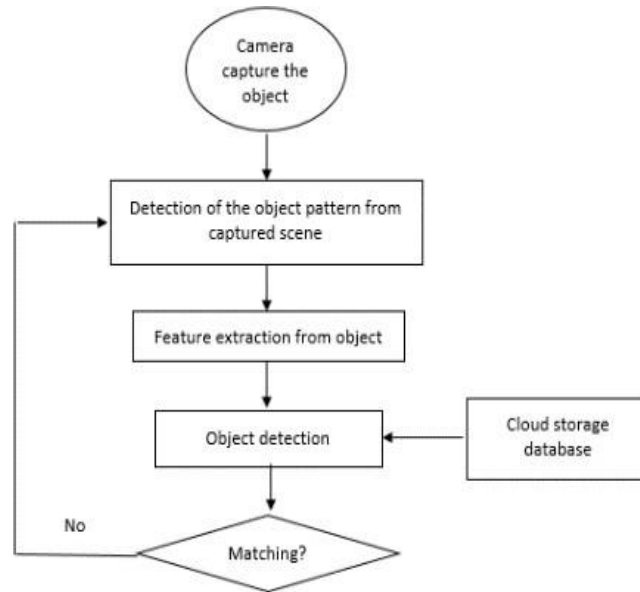 Camera
capture the
object
Detection of the object pattern from
captured scene
Feature extraction from object
Object detection
Cloud storage
database
No
Matching?